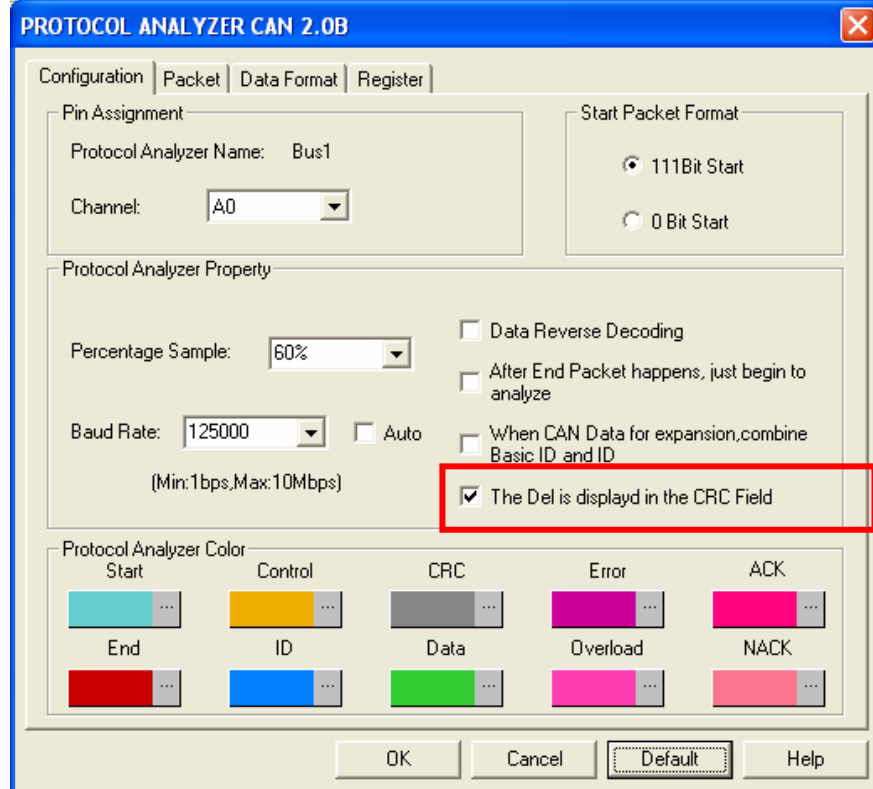 PROTOCOL ANALYZER CAN 2.0B
Configuration Packet Data Format Register
Pin Assignment
Protocol Analyzer Name: Bus1
Channel: A0
Start Packet Format
111Bit Start
0 Bit Start
Protocol Analyzer Property
Percentage Sample: 60%
Baud Rate: 125000 Auto
(Min:1bps,Max:10Mbps)
Data Reverse Decoding
After End Packet happens, just begin to
analyze
When CAN Data for expansion,combine
Basic ID and ID
The Del is displayd in the CRC Field
Protocol Analyzer Color
Start Control CRC Error ACK
... ... ... ... ...
End ID Data Overload NACK
... ... ... ... ...
OK Cancel Default Help